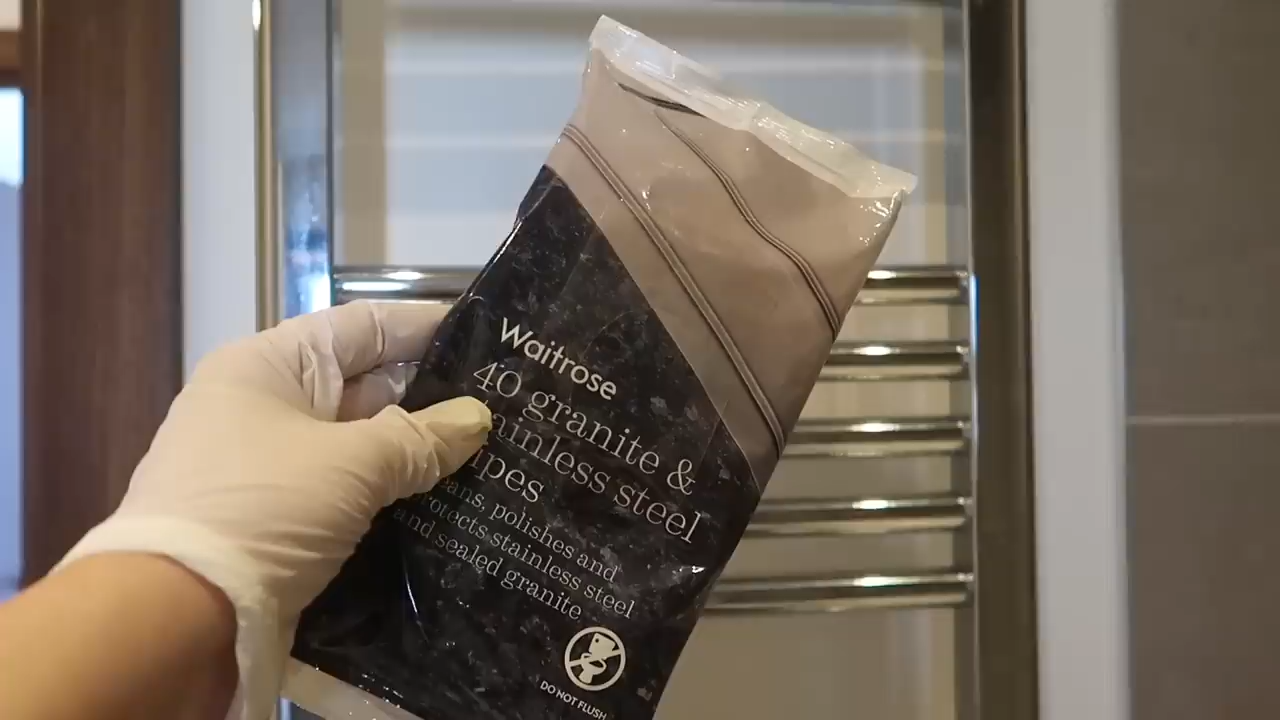 Waitrose
40 granite &
ainless steel
ipes
eans, polishes and
rotects stainless steel
and sealed granite
DO NOT FLUSH